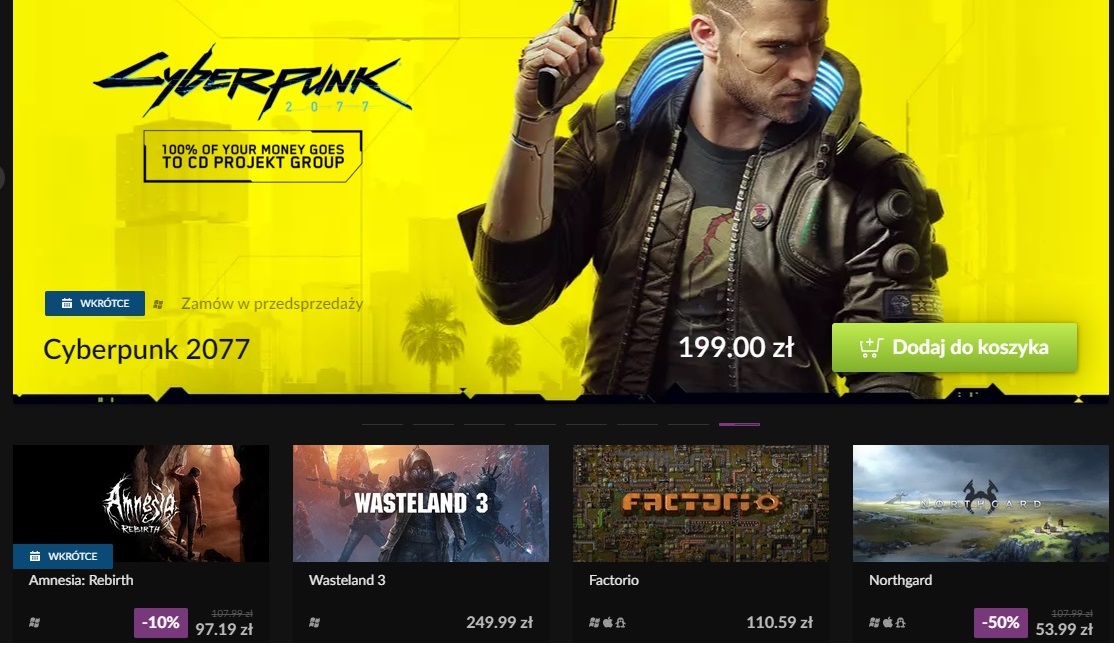 CYBERPUNK
2077
100% OF YOUR MONEY GOES
TO CD PROJEKT GROUP
WKRÓTCE Zamów w przedsprzedaży
Cyberpunk 2077 199.00 zł Dodaj do koszyka
Amnesia
REBIRTH
WASTELAND 3
FACTORIO
NORTHGARD
WKRÓTCE
Amnesia: Rebirth
-10% 107.99 zł
97.19 zł
Wasteland 3
249.99 zł
Factorio
110.59 zł
Northgard
-50% 107.99 zł
53.99 zł